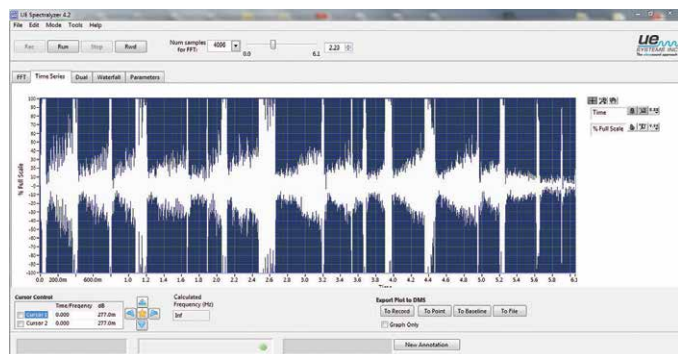 UE Spectralyzer 4.2
File Edit Mode Tools Help
Rec Run Stop Rwd
Num samples for FFT:
4096
0.0
6.1
2.23
ue
SYSTEMS INC
The ultrasound approach
FFT Time Series Dual Waterfall Parameters
Time
% Full Scale
% Full Scale
100
90
80
70
60
50
40
30
20
10
-0
-10
-20
-30
-40
-50
-60
-70
-80
-90
-100
0.0 200.0m 600.0m 1.0 1.2 1.4 1.6 1.8 2.0 2.2 2.4 2.6 2.8 3.0 3.2 3.4 3.6 3.8 4.0 4.2 4.4 4.6 4.8 5.0 5.2 5.4 5.6 5.8 6.1
Time
Cursor Control
Time/Freqency dB
Cursor 1 0.000 277.0m
Cursor 2 0.000 277.0m
Calculated
Frequency (Hz)
Inf
Export Plot to DMS
To Record To Point To Baseline To File
Graph Only
New Annotation